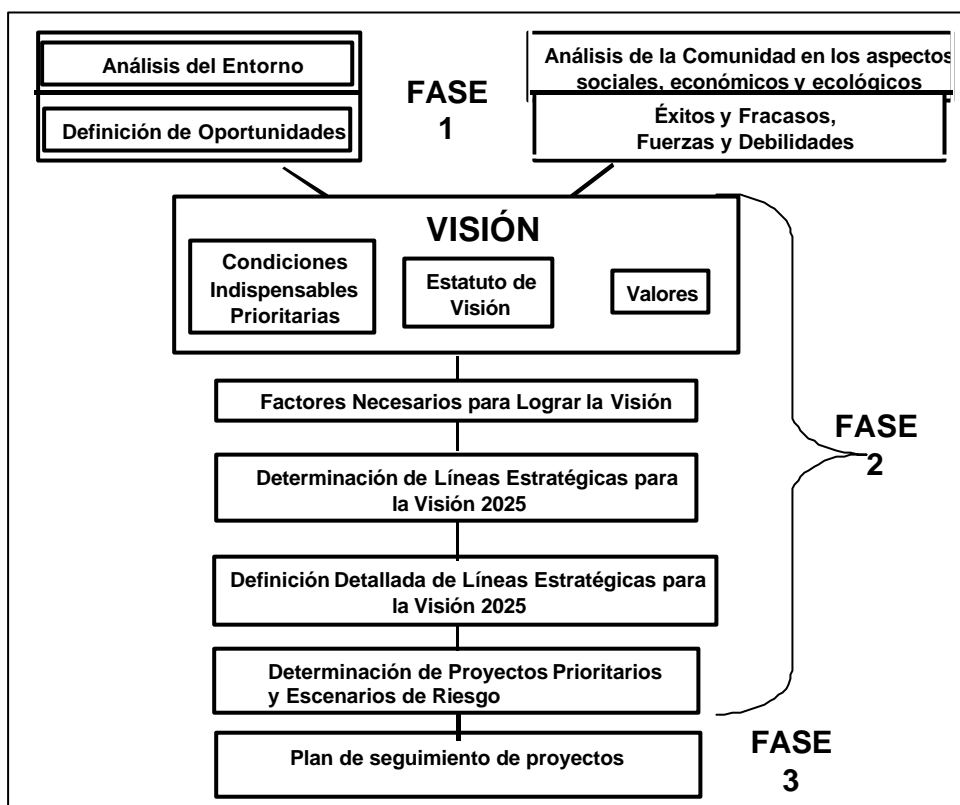 Análisis del Entorno
Definición de Oportunidades
FASE
1
Análisis de la Comunidad en los aspectos
sociales, económicos y ecológicos
Éxitos y Fracasos,
Fuerzas y Debilidades
VISIÓN
Condiciones
Indispensables
Prioritarias
Estatuto de
Visión
Valores
Factores Necesarios para Lograr la Visión
Determinación de Líneas Estratégicas para
la Visión 2025
Definición Detallada de Líneas Estratégicas para
la Visión 2025
Determinación de Proyectos Prioritarios
y Escenarios de Riesgo
FASE
2
Plan de seguimiento de proyectos
FASE
3